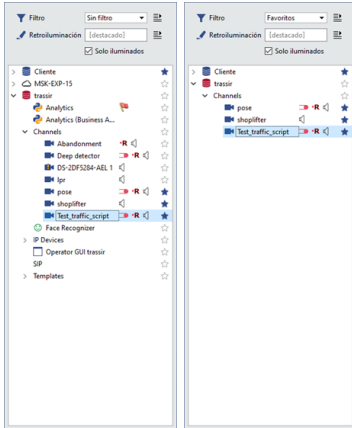 Filtro
Sin filtro
Retroiluminación
[destacado]
Solo iluminados
Cliente
MSK-EXP-15
trassir
Analytics
Analytics (Business A...
Channels
Abandonment
R
Deep detector
R
DS-2DF5284-AEL 1
lpr
pose
R
shoplifter
Test_traffic_script
R
Face Recognizer
IP Devices
Operator GUI trassir
SIP
Templates
Filtro
Favoritos
Retroiluminación
[destacado]
Solo iluminados
Cliente
trassir
Channels
pose
R
shoplifter
Test_traffic_script
R